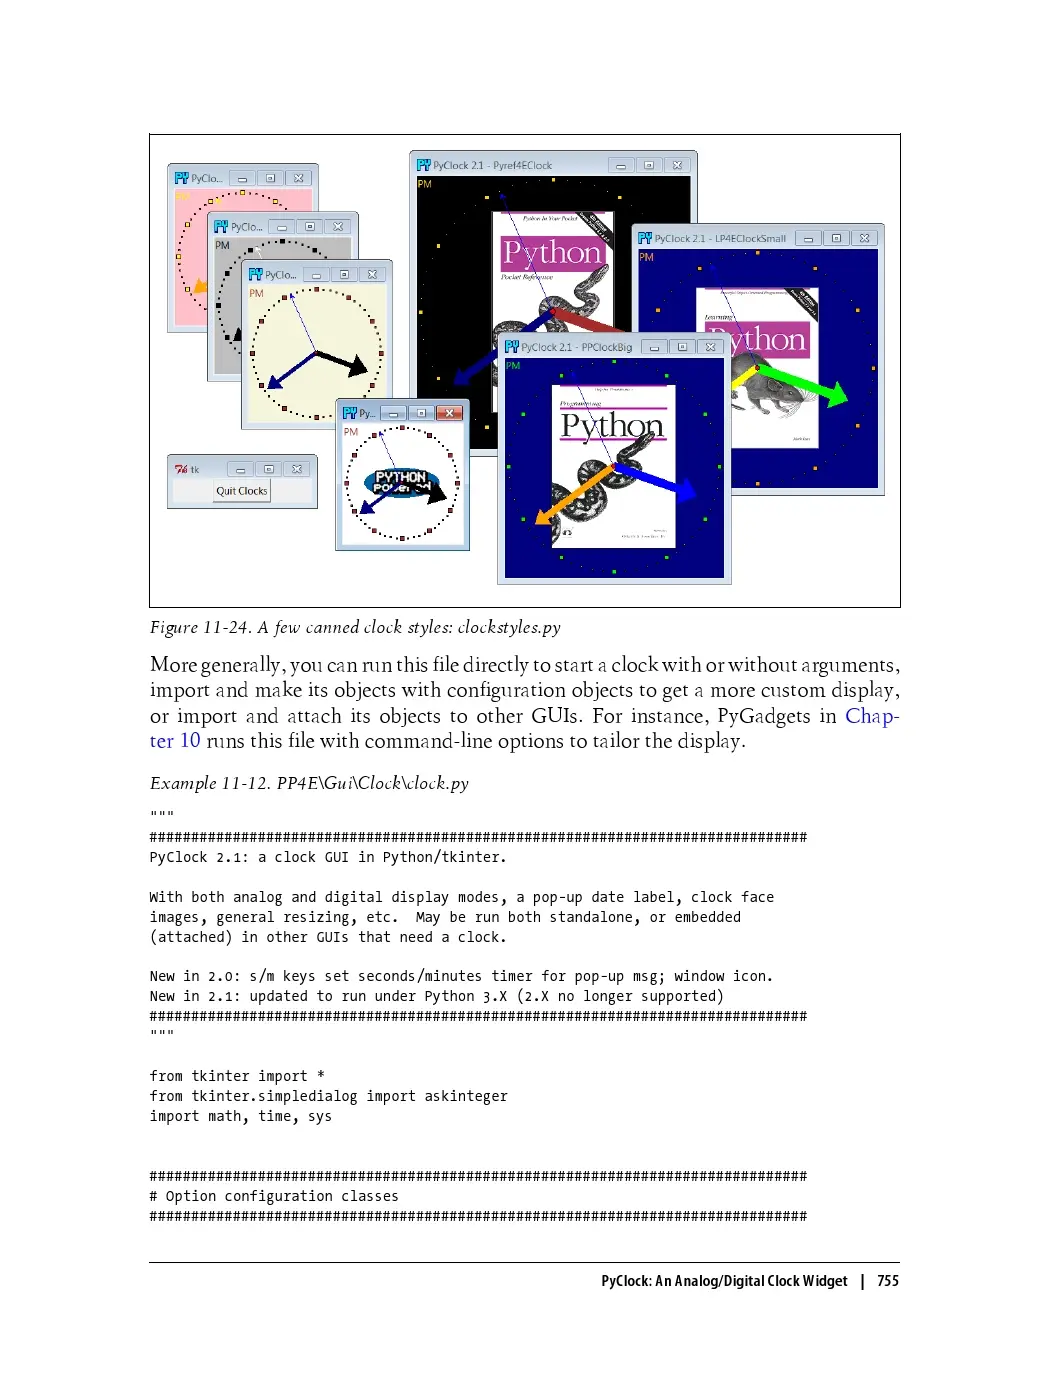 PyClo...
PyClo...
PM
PyClo...
PM
tk
Quit Clocks
Py...
PM
PYTHON
Powered
PyClock 2.1 - Pyref4EClock
PM
Python In Your Pocket
Python
Pocket Reference
PyClock 2.1 - LP4EClockSmall
PM
Learning
Python
PyClock 2.1 - PPClockBig
PM
Programming
Python
Figure 11-24. A few canned clock styles: clockstyles.py
More generally, you can run this file directly to start a clock with or without arguments,
import and make its objects with configuration objects to get a more custom display,
or import and attach its objects to other GUIs. For instance, PyGadgets in Chap-
ter 10 runs this file with command-line options to tailor the display.
Example 11-12. PP4E\Gui\Clock\clock.py
"""
###############################################################################
PyClock 2.1: a clock GUI in Python/tkinter.
With both analog and digital display modes, a pop-up date label, clock face
images, general resizing, etc.  May be run both standalone, or embedded
(attached) in other GUIs that need a clock.
New in 2.0: s/m keys set seconds/minutes timer for pop-up msg; window icon.
New in 2.1: updated to run under Python 3.X (2.X no longer supported)
###############################################################################
"""
from tkinter import *
from tkinter.simpledialog import askinteger
import math, time, sys
###############################################################################
# Option configuration classes
###############################################################################
PyClock: An Analog/Digital Clock Widget | 755